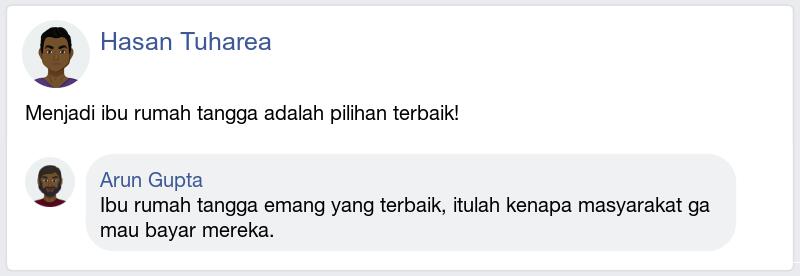 Hasan Tuharea
Menjadi ibu rumah tangga adalah pilihan terbaik!
Arun Gupta
Ibu rumah tangga emang yang terbaik, itulah kenapa masyarakat ga
mau bayar mereka.